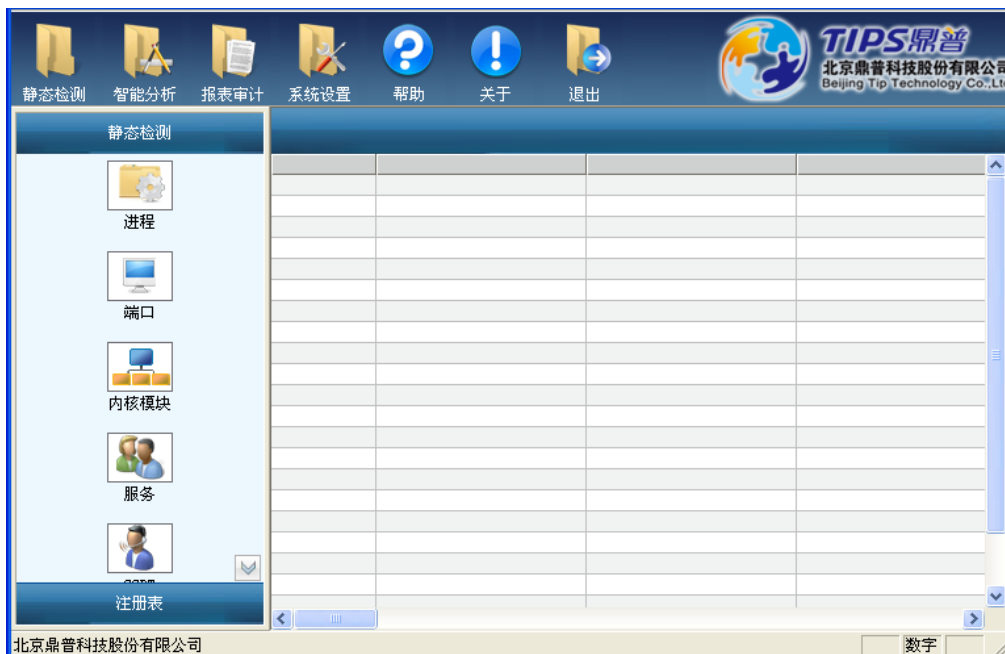 TIPS鼎普
北京鼎普科技股份有限公司
Beijing Tip Technology Co.,Lt
静态检测 智能分析 报表审计 系统设置 帮助 关于 退出
静态检测
进程
端口
内核模块
服务
注册表
北京鼎普科技股份有限公司
数字